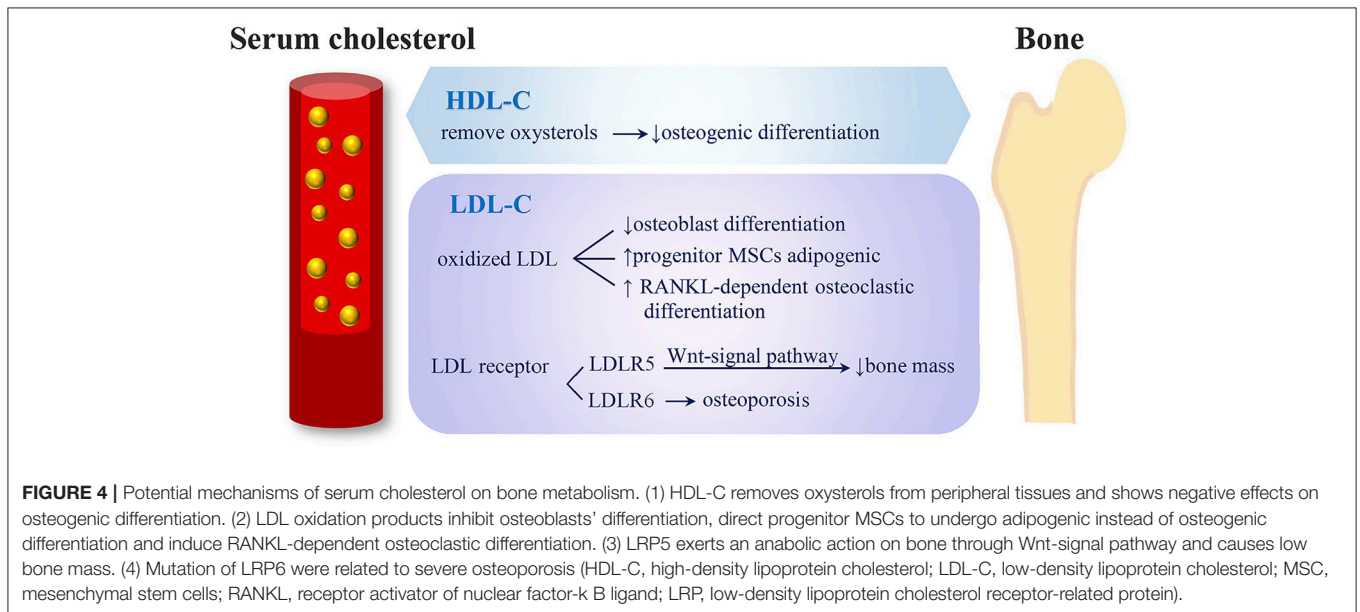 Serum cholesterol
Bone
HDL-C
remove oxysterols → ↓osteogenic differentiation
LDL-C
oxidized LDL
↓osteoblast differentiation
↑progenitor MSCs adipogenic
↑ RANKL-dependent osteoclastic
differentiation
LDL receptor
LDLR5 Wnt-signal pathway ↓bone mass
LDLR6 → osteoporosis
FIGURE 4 | Potential mechanisms of serum cholesterol on bone metabolism. (1) HDL-C removes oxysterols from peripheral tissues and shows negative effects on
osteogenic differentiation. (2) LDL oxidation products inhibit osteoblasts' differentiation, direct progenitor MSCs to undergo adipogenic instead of osteogenic
differentiation and induce RANKL-dependent osteoclastic differentiation. (3) LRP5 exerts an anabolic action on bone through Wnt-signal pathway and causes low
bone mass. (4) Mutation of LRP6 were related to severe osteoporosis (HDL-C, high-density lipoprotein cholesterol; LDL-C, low-density lipoprotein cholesterol; MSC,
mesenchymal stem cells; RANKL, receptor activator of nuclear factor-k B ligand; LRP, low-density lipoprotein cholesterol receptor-related protein).